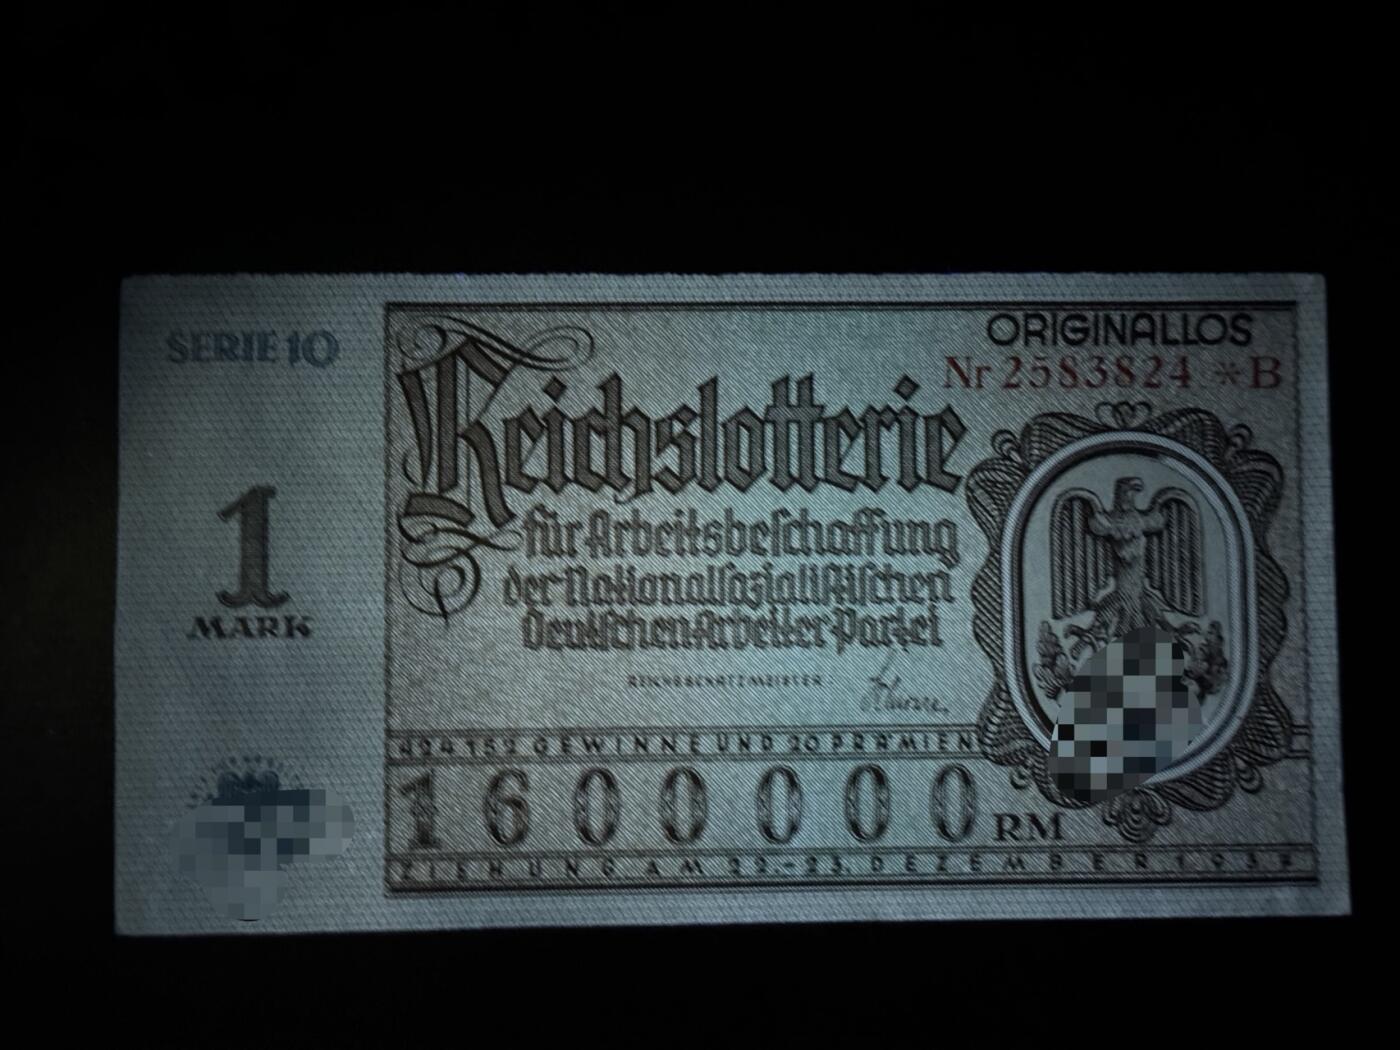 SERIE 10
1
MARK
ORIGINALLOS
Nr 2583824 *B
Reichslotterie
für Arbeitsbeschaffung
der Nationalsozialistischen
Deutschen Arbeiter-Partei
REICHSSCHATZMEISTER:
GEWINNE UND 20 PRÄMIEN
1600000 RM
ZIEHUNG AM 22.-23. DEZEMBER